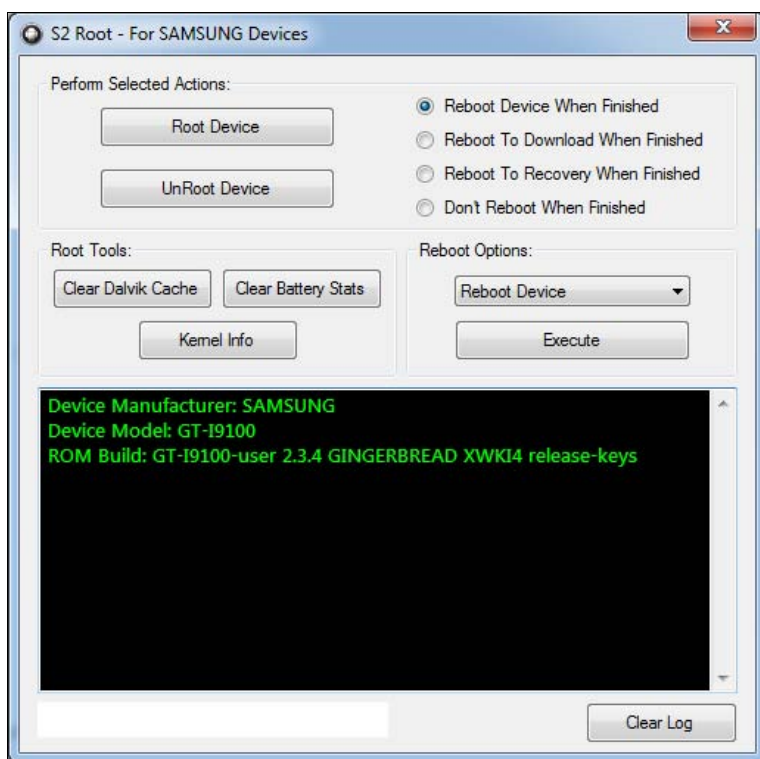 S2 Root - For SAMSUNG Devices
Perform Selected Actions:
Root Device
UnRoot Device
Reboot Device When Finished
Reboot To Download When Finished
Reboot To Recovery When Finished
Don't Reboot When Finished
Root Tools:
Clear Dalvik Cache
Clear Battery Stats
Kernel Info
Reboot Options:
Reboot Device
Execute
Device Manufacturer: SAMSUNG
Device Model: GT-I9100
ROM Build: GT-I9100-user 2.3.4 GINGERBREAD XWKI4 release-keys
Clear Log